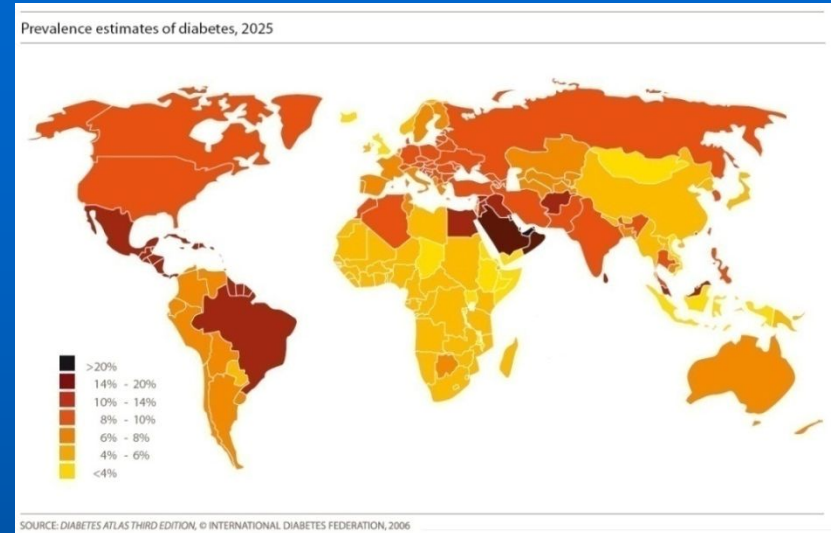 Prevalence estimates of diabetes, 2025
>20%
14% - 20%
10% - 14%
8% - 10%
6% - 8%
4% - 6%
<4%
SOURCE: DIABETES ATLAS THIRD EDITION, © INTERNATIONAL DIABETES FEDERATION, 2006